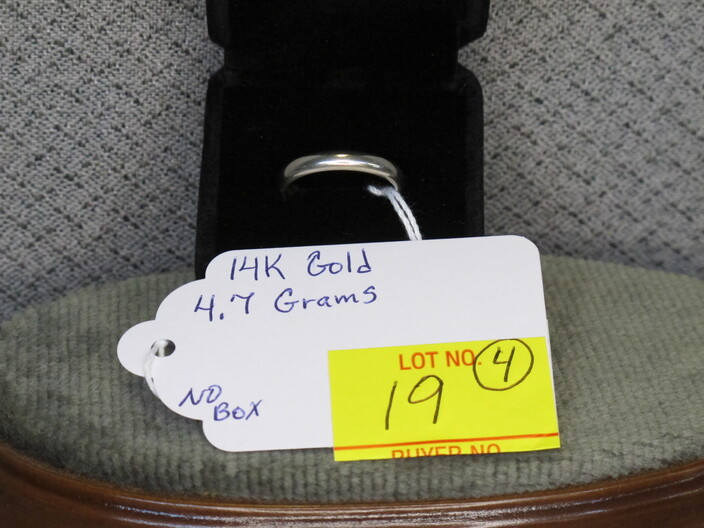 14K Gold
4.7 Grams
NO
BOX
LOT NO. 4
19
BUYER NO.